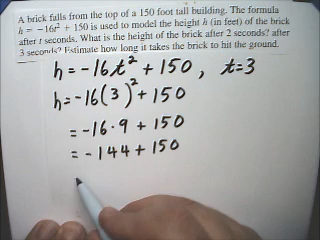 A brick falls from the top of a 150 foot tall building. The formula
h = -16t² + 150 is used to model the height h (in feet) of the brick
after t seconds. What is the height of the brick after 2 seconds? after
3 seconds? Estimate how long it takes the brick to hit the ground.
h = -16t² + 150 , t=3
h = -16(3)² + 150
= -16·9 + 150
= -144 + 150